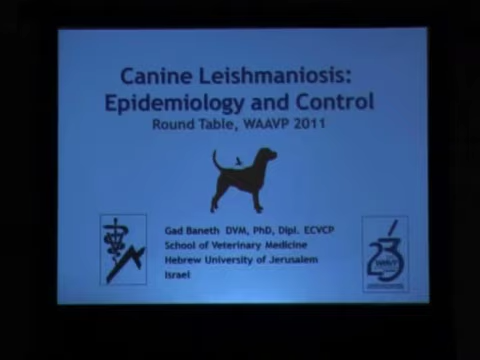 Canine Leishmaniosis:
Epidemiology and Control
Round Table, WAAVP 2011
Gad Baneth DVM, PhD, Dipl. ECVCP
School of Veterinary Medicine
Hebrew University of Jerusalem
Israel